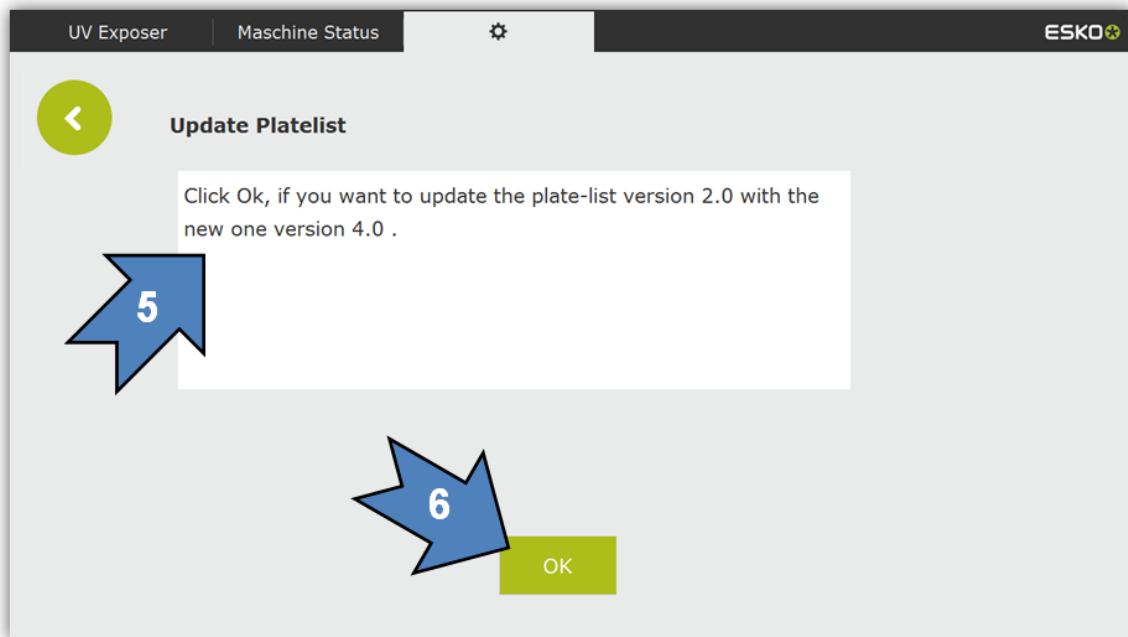 UV Exposer
Maschine Status
ESKO
Update Platelist
Click Ok, if you want to update the plate-list version 2.0 with the
new one version 4.0 .
5
6
OK